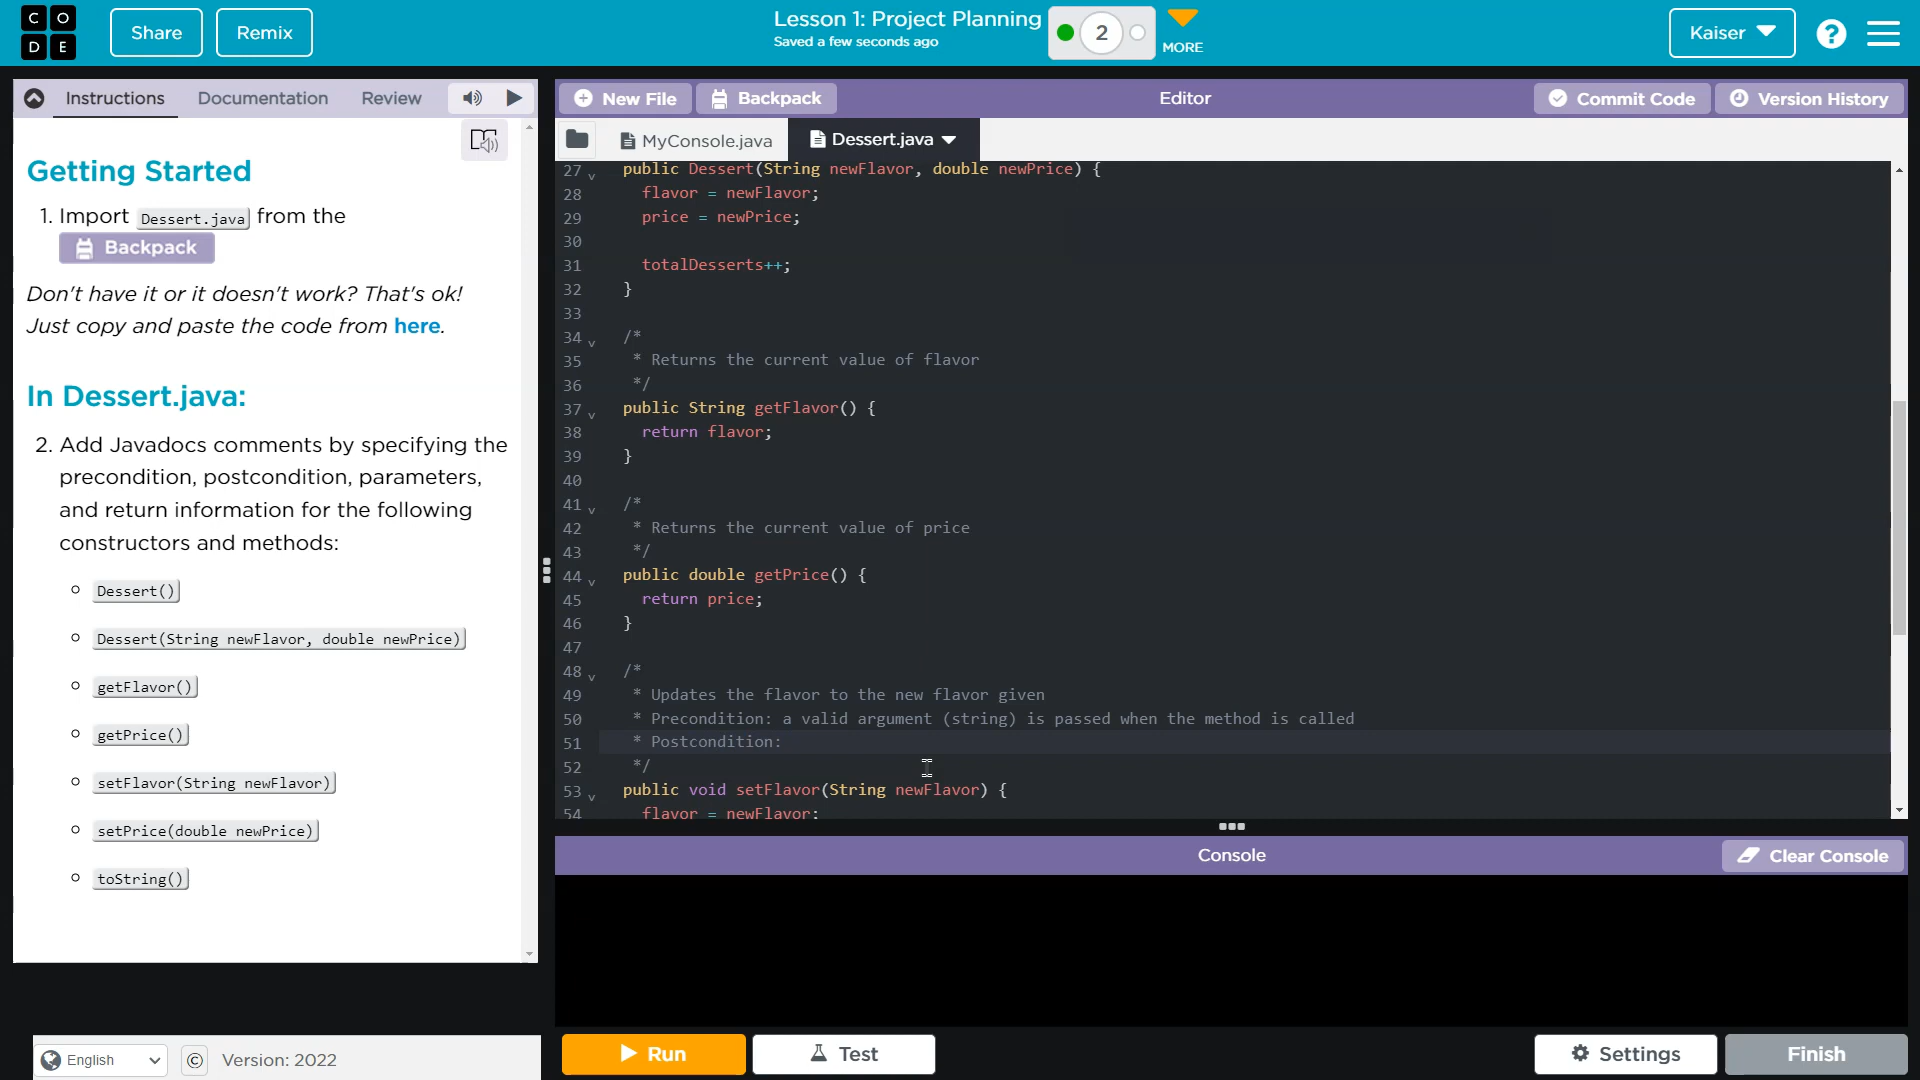 C O
D E
Share
Remix
Lesson 1: Project Planning
Saved a few seconds ago
2
MORE
Kaiser
?
Instructions
Documentation
Review
Getting Started
1. Import Dessert.java from the
Backpack
Don't have it or it doesn't work? That's ok!
Just copy and paste the code from here.
In Dessert.java:
2. Add Javadocs comments by specifying the
precondition, postcondition, parameters,
and return information for the following
constructors and methods:
Dessert()
Dessert(String newFlavor, double newPrice)
getFlavor()
getPrice()
setFlavor(String newFlavor)
setPrice(double newPrice)
toString()
English
©
Version: 2022
New File
Backpack
Editor
Commit Code
Version History
MyConsole.java
Dessert.java
27 public Dessert(String newFlavor, double newPrice) {
28 flavor = newFlavor;
29 price = newPrice;
30
31 totalDesserts++;
32 }
33
34 /*
35 * Returns the current value of flavor
36 */
37 public String getFlavor() {
38 return flavor;
39 }
40
41 /*
42 * Returns the current value of price
43 */
44 public double getPrice() {
45 return price;
46 }
47
48 /*
49 * Updates the flavor to the new flavor given
50 * Precondition: a valid argument (string) is passed when the method is called
51 * Postcondition:
52 */
53 public void setFlavor(String newFlavor) {
54 flavor = newFlavor;
Console
Clear Console
Run
Test
Settings
Finish